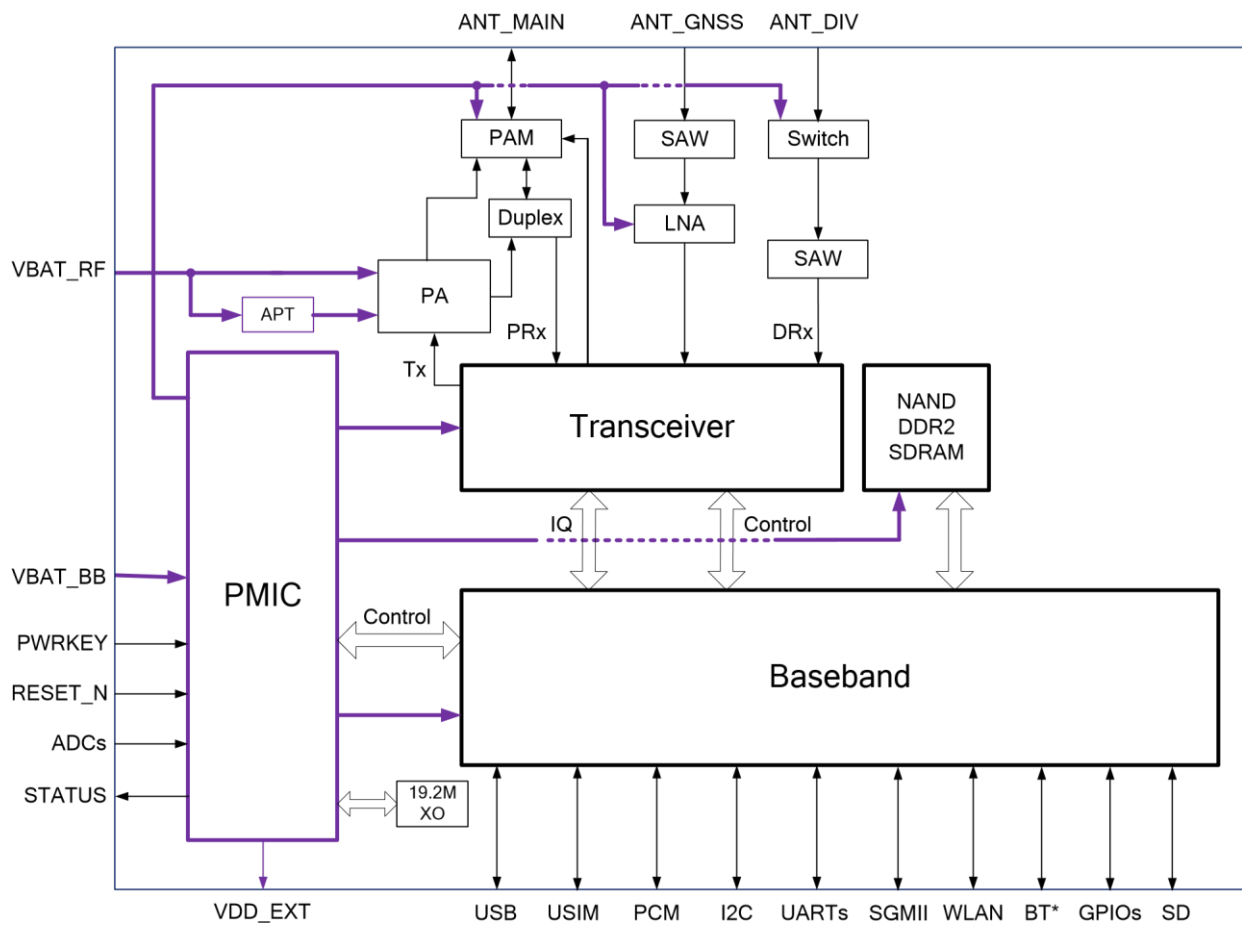 ANT_MAIN ANT_GNSS ANT_DIV
PAM SAW Switch
Duplex LNA
VBAT_RF
PA
SAW
APT
PRx DRx
Tx
Transceiver
NAND
DDR2
SDRAM
IQ Control
VBAT_BB
PMIC
Control
PWRKEY
Baseband
RESET_N
ADCs
STATUS
19.2M
XO
VDD_EXT USB USIM PCM I2C UARTs SGMII WLAN BT* GPIOs SD